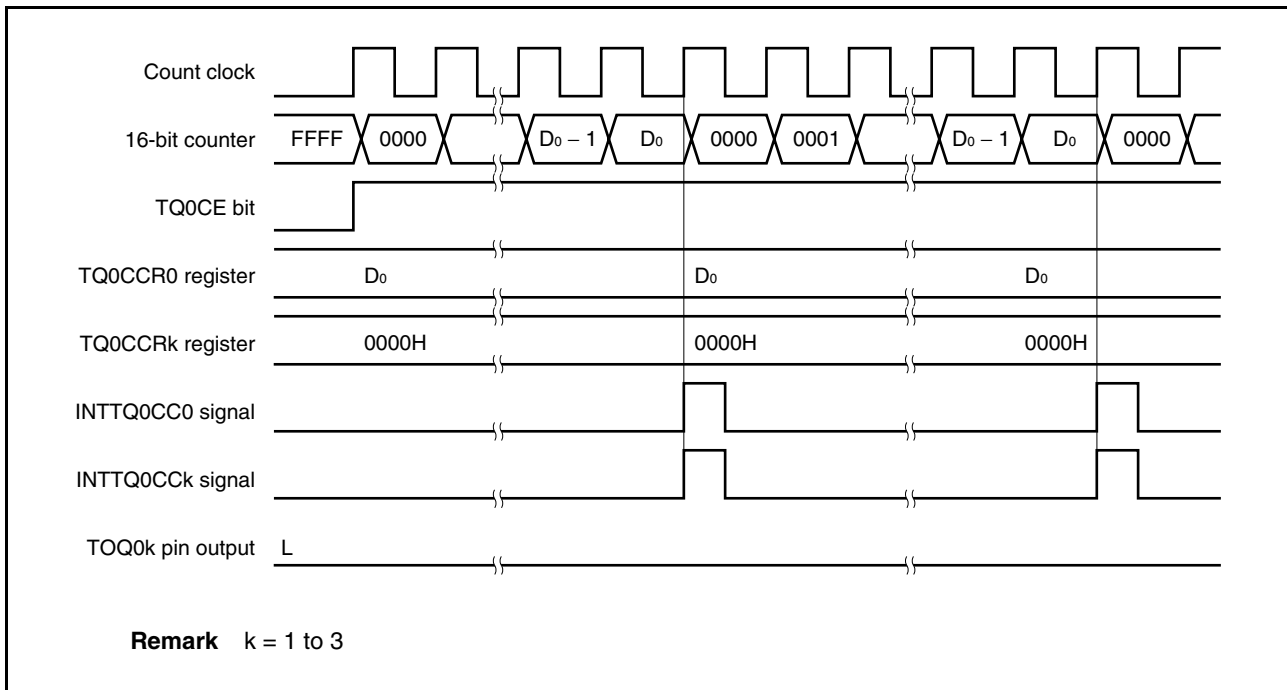 Count clock
16-bit counter FFFF 0000 D₀ − 1 D₀ 0000 0001 D₀ − 1 D₀ 0000
TQ0CE bit
TQ0CCR0 register D₀ D₀ D₀
TQ0CCRk register 0000H 0000H 0000H
INTTQ0CC0 signal
INTTQ0CCk signal
TOQ0k pin output L
Remark k = 1 to 3